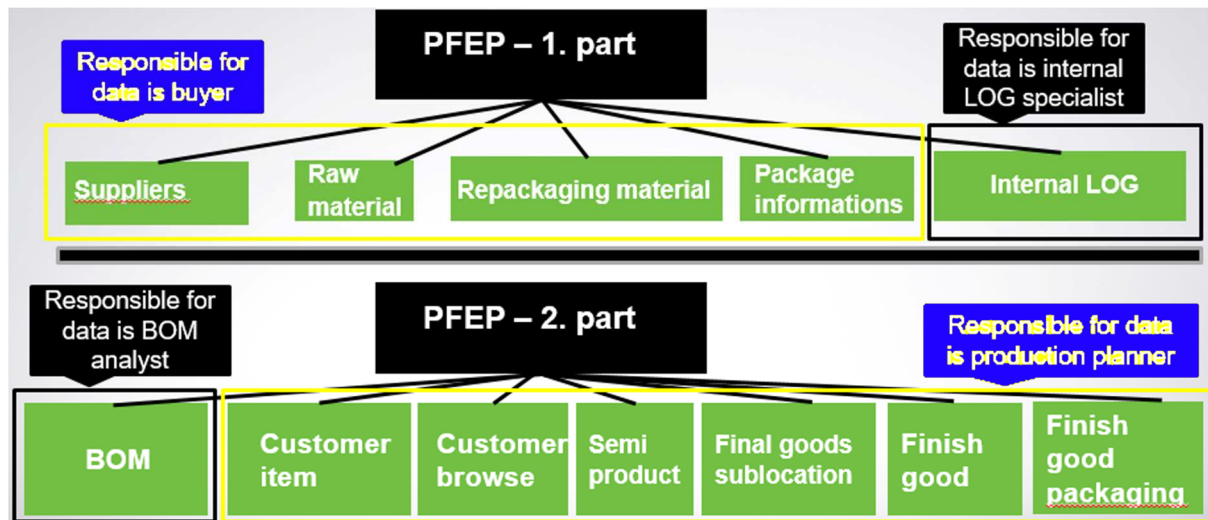 PFEP – 1. part
Responsible for
data is buyer
Responsible for
data is internal
LOG specialist
Suppliers
Raw
material
Repackaging material
Package
informations
Internal LOG
PFEP – 2. part
Responsible for
data is BOM
analyst
Responsible for data
is production planner
BOM
Customer
item
Customer
browse
Semi
product
Final goods
sublocation
Finish
good
Finish
good
packaging